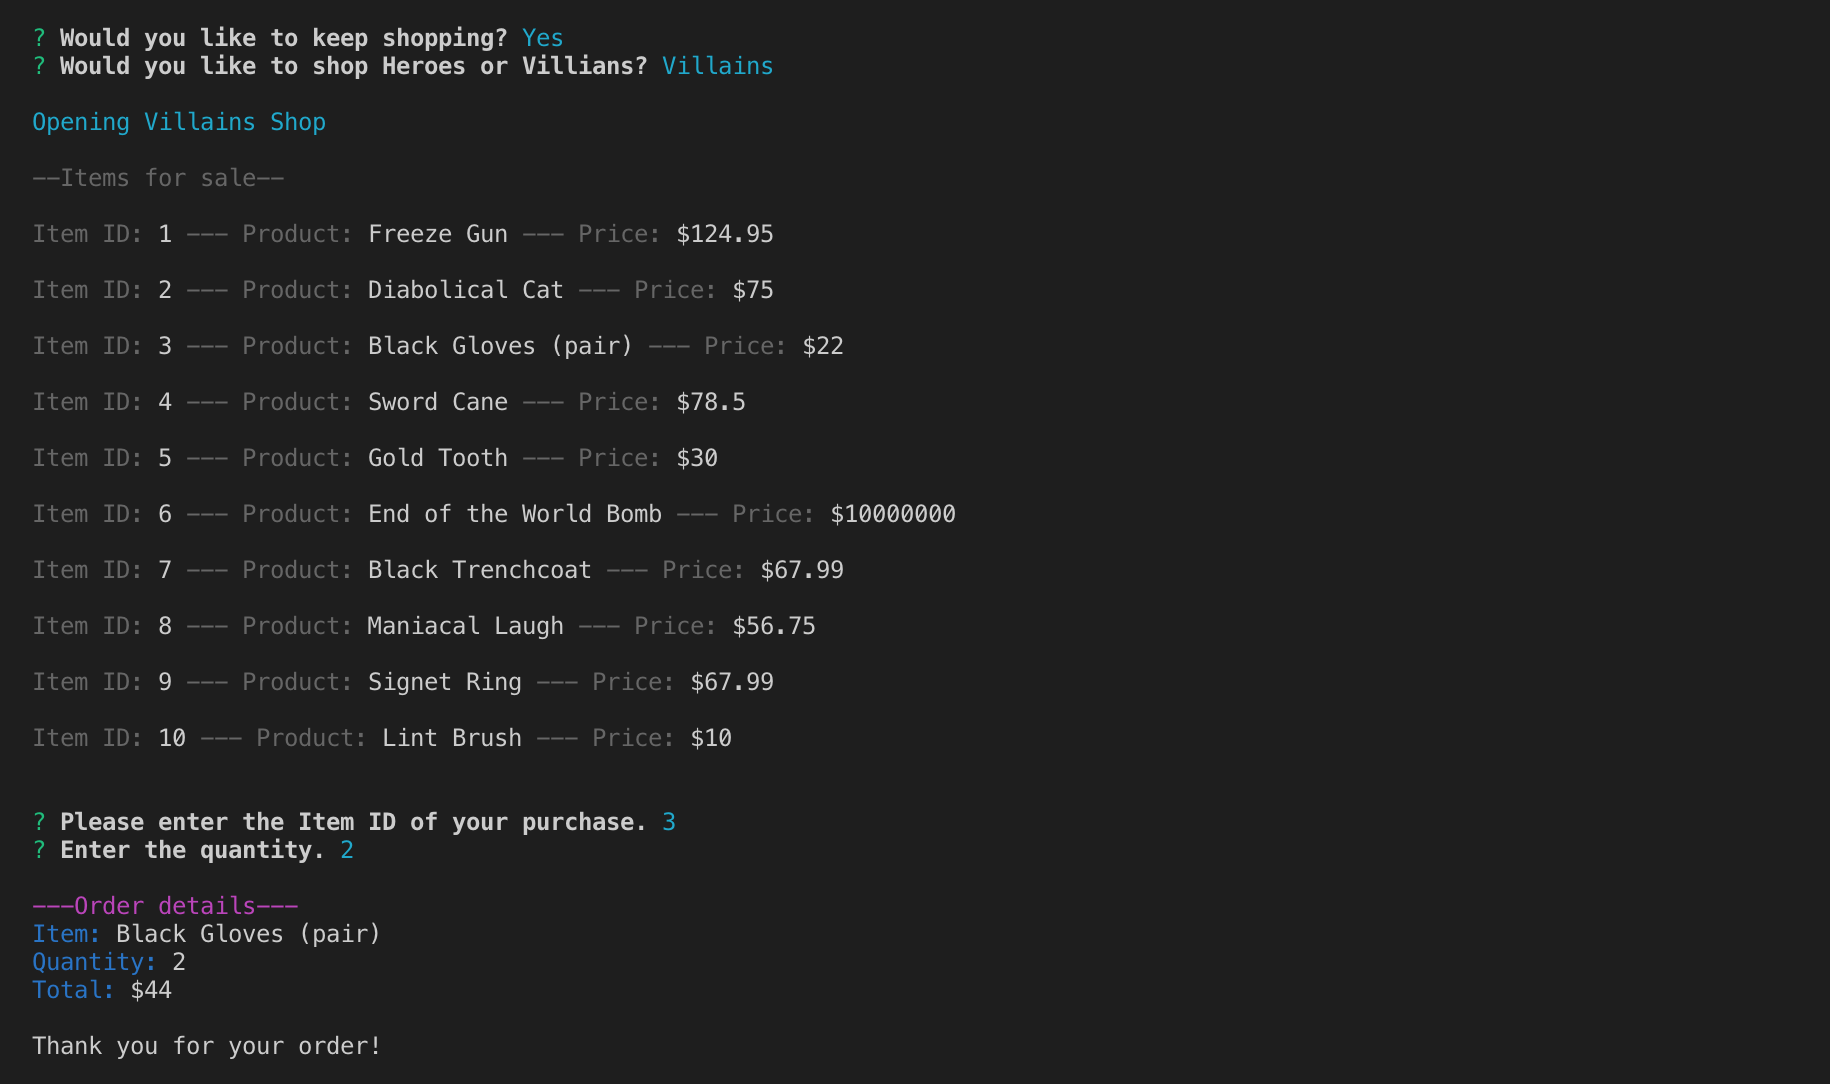 ? Would you like to keep shopping? Yes
? Would you like to shop Heroes or Villians? Villains
Opening Villains Shop
--Items for sale--
Item ID: 1 --- Product: Freeze Gun --- Price: $124.95
Item ID: 2 --- Product: Diabolical Cat --- Price: $75
Item ID: 3 --- Product: Black Gloves (pair) --- Price: $22
Item ID: 4 --- Product: Sword Cane --- Price: $78.5
Item ID: 5 --- Product: Gold Tooth --- Price: $30
Item ID: 6 --- Product: End of the World Bomb --- Price: $10000000
Item ID: 7 --- Product: Black Trenchcoat --- Price: $67.99
Item ID: 8 --- Product: Maniacal Laugh --- Price: $56.75
Item ID: 9 --- Product: Signet Ring --- Price: $67.99
Item ID: 10 --- Product: Lint Brush --- Price: $10
? Please enter the Item ID of your purchase. 3
? Enter the quantity. 2
---Order details---
Item: Black Gloves (pair)
Quantity: 2
Total: $44
Thank you for your order!